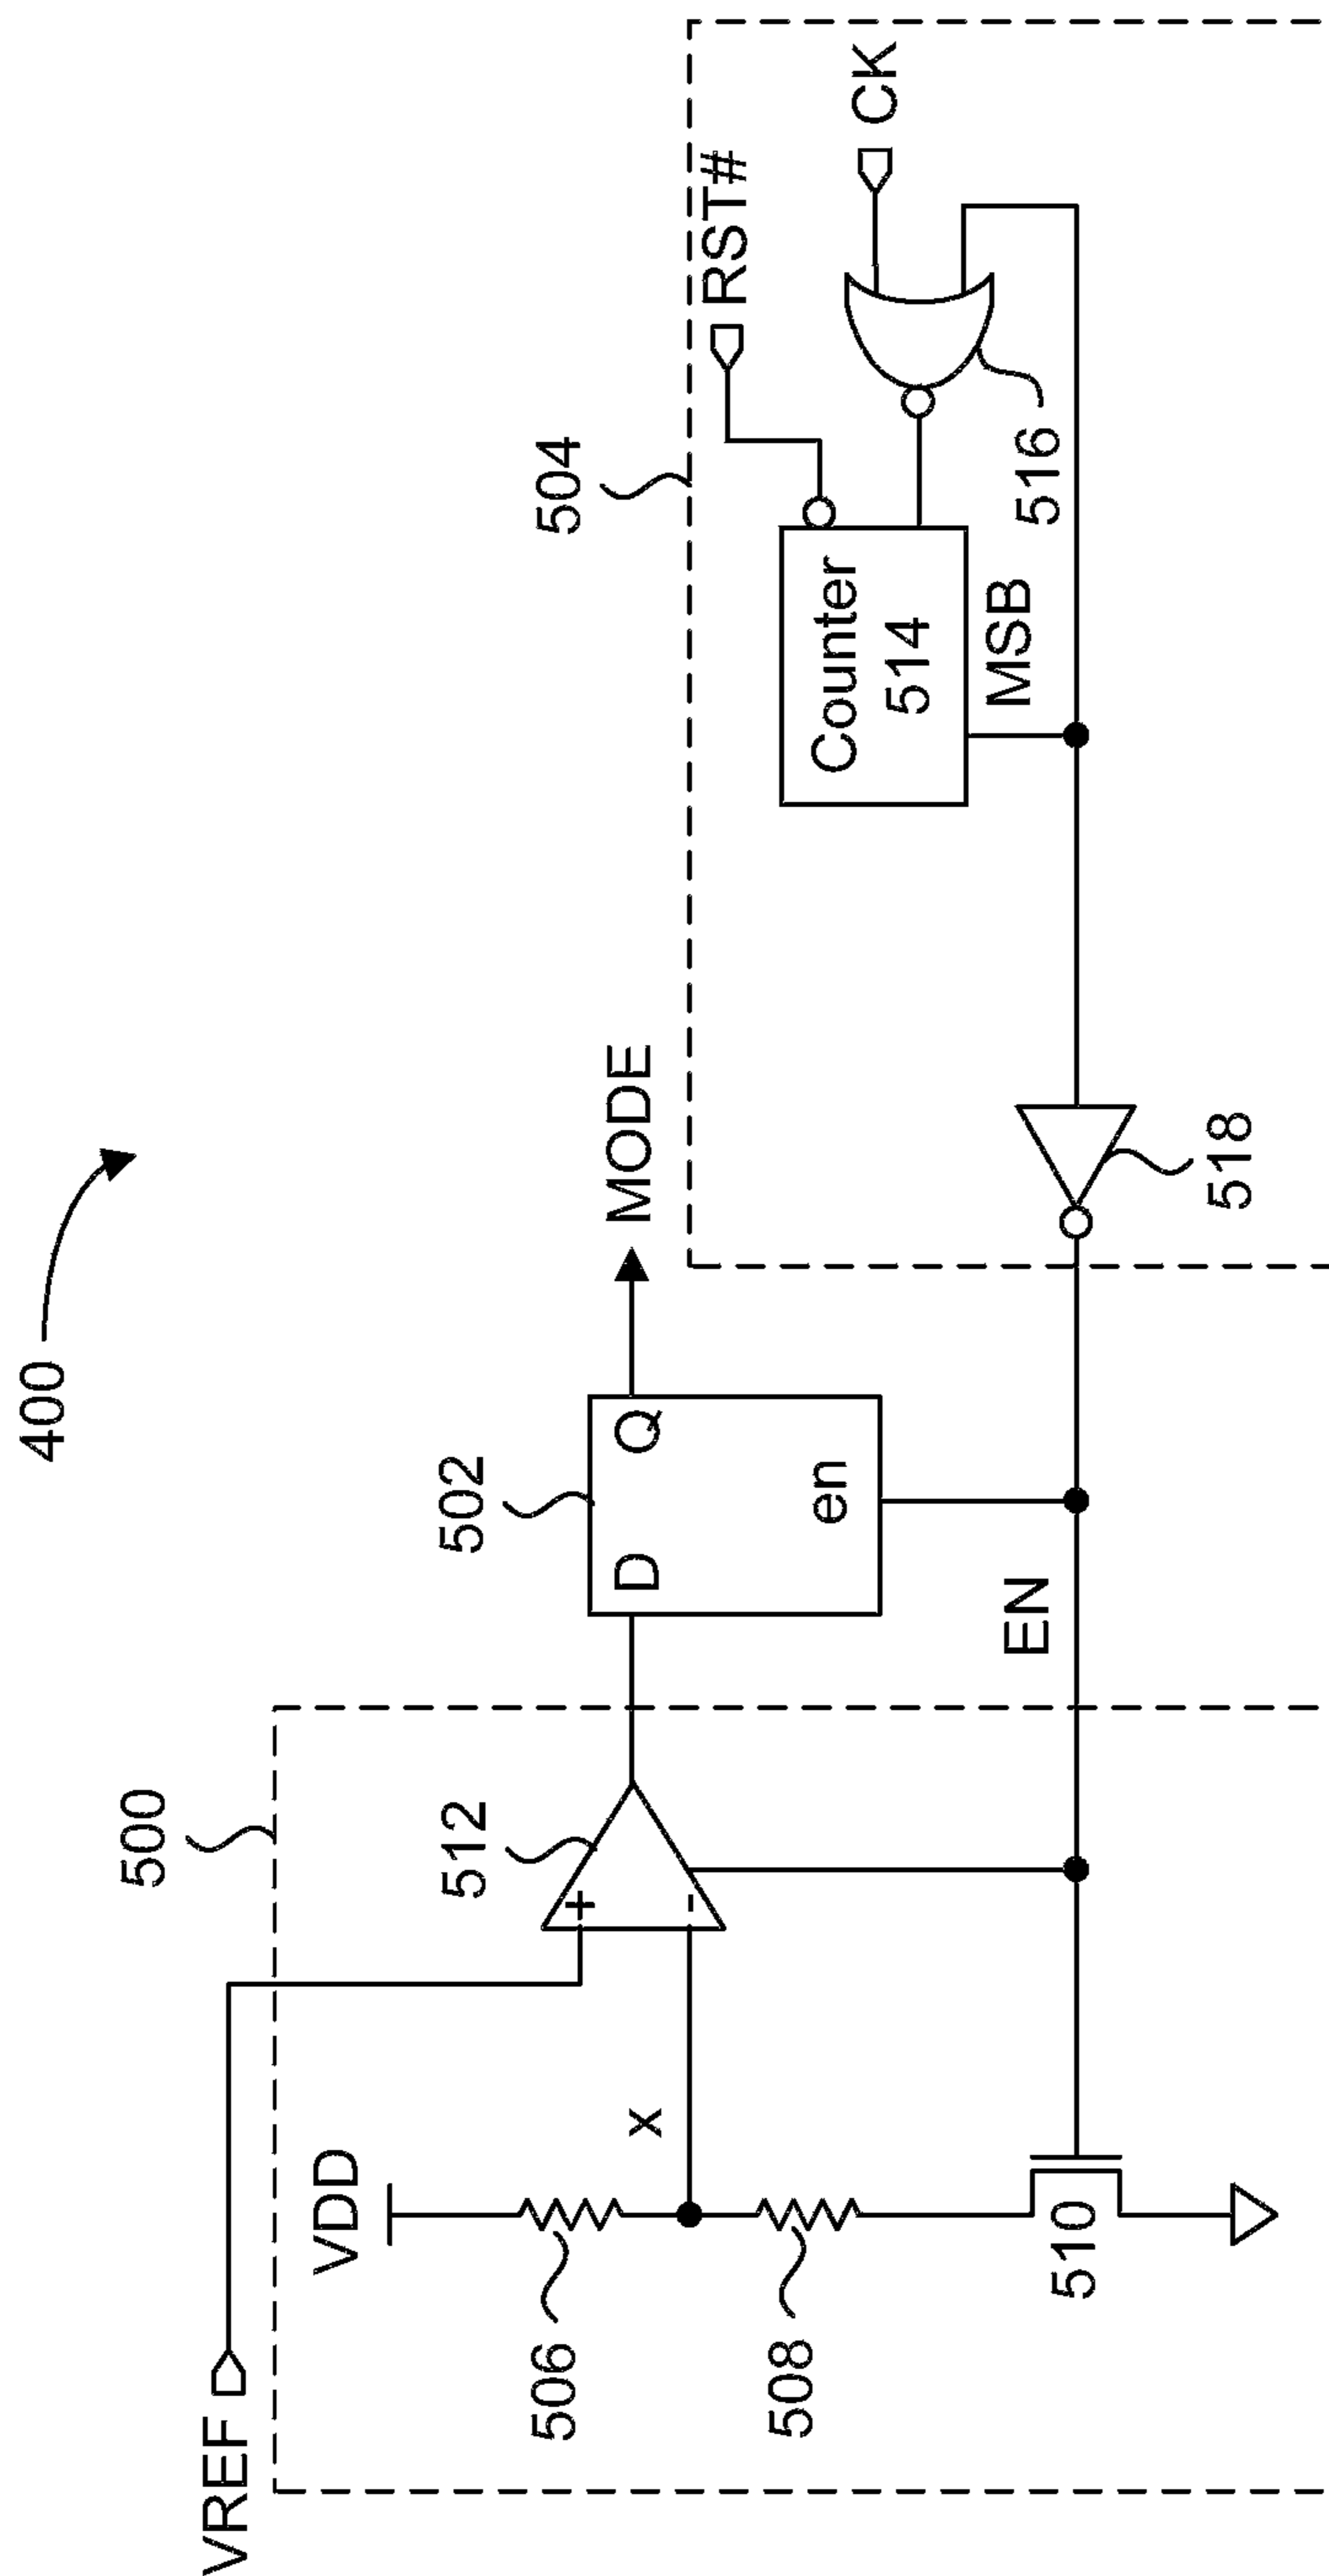 400
VREF
500
VDD
506
508
510
x
512
+
-
502
D
Q
en
EN
MODE
504
RST#
CK
Counter
514
MSB
516
518